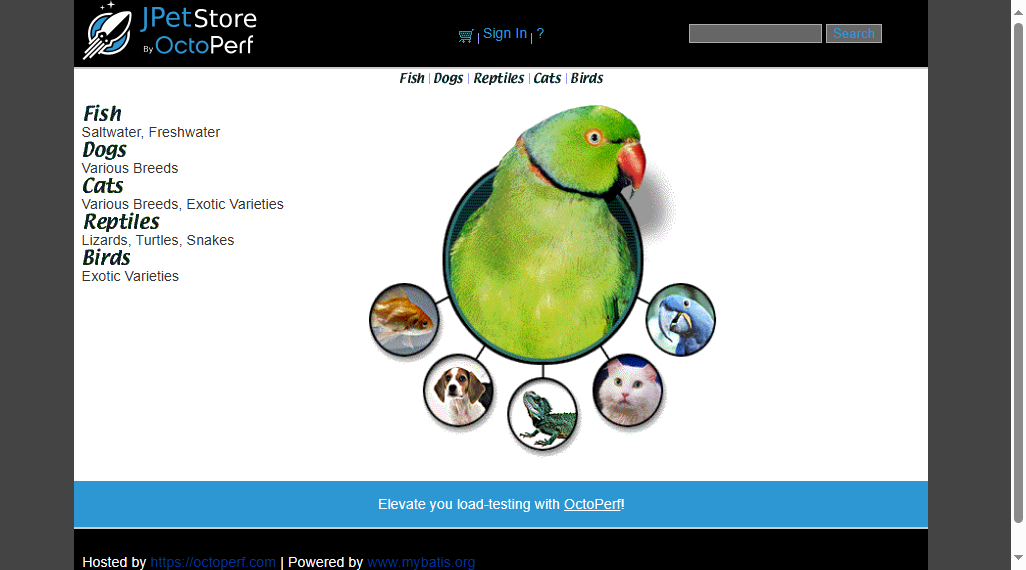 JPetStore
By OctoPerf
Sign In | ?
Search
Fish | Dogs | Reptiles | Cats | Birds
Fish
Saltwater, Freshwater
Dogs
Various Breeds
Cats
Various Breeds, Exotic Varieties
Reptiles
Lizards, Turtles, Snakes
Birds
Exotic Varieties
Elevate you load-testing with OctoPerf!
Hosted by https://octoperf.com | Powered by www.mybatis.org